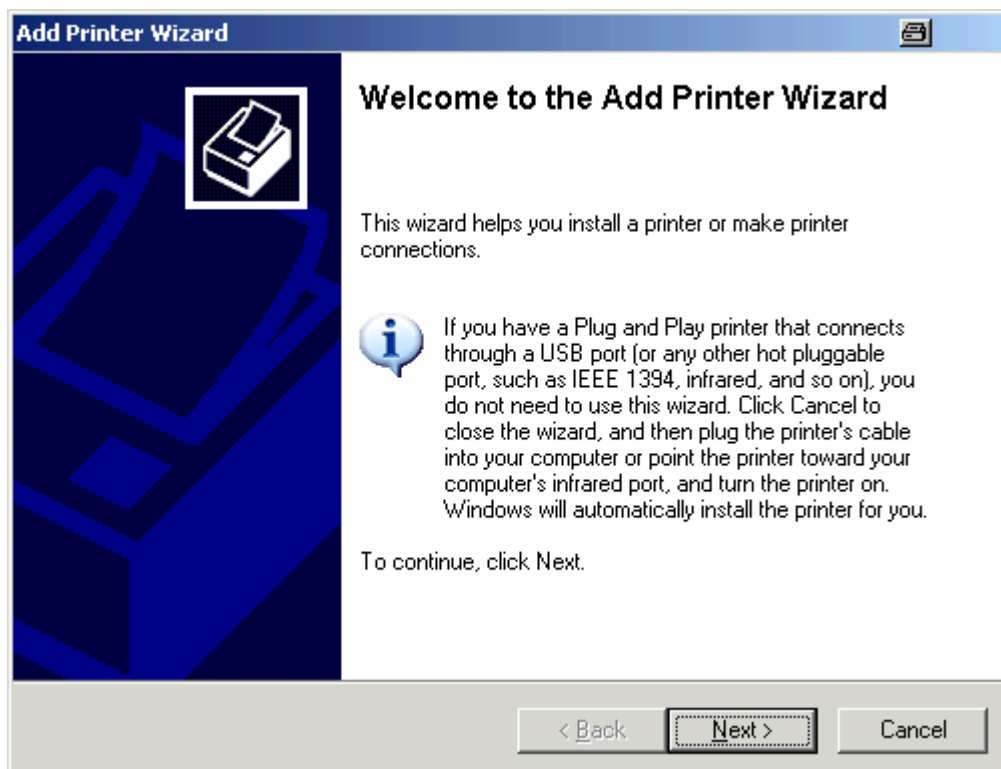 Add Printer Wizard
Welcome to the Add Printer Wizard
This wizard helps you install a printer or make printer
connections.
If you have a Plug and Play printer that connects
through a USB port (or any other hot pluggable
port, such as IEEE 1394, infrared, and so on), you
do not need to use this wizard. Click Cancel to
close the wizard, and then plug the printer's cable
into your computer or point the printer toward your
computer's infrared port, and turn the printer on.
Windows will automatically install the printer for you.
To continue, click Next.
< Back
Next >
Cancel